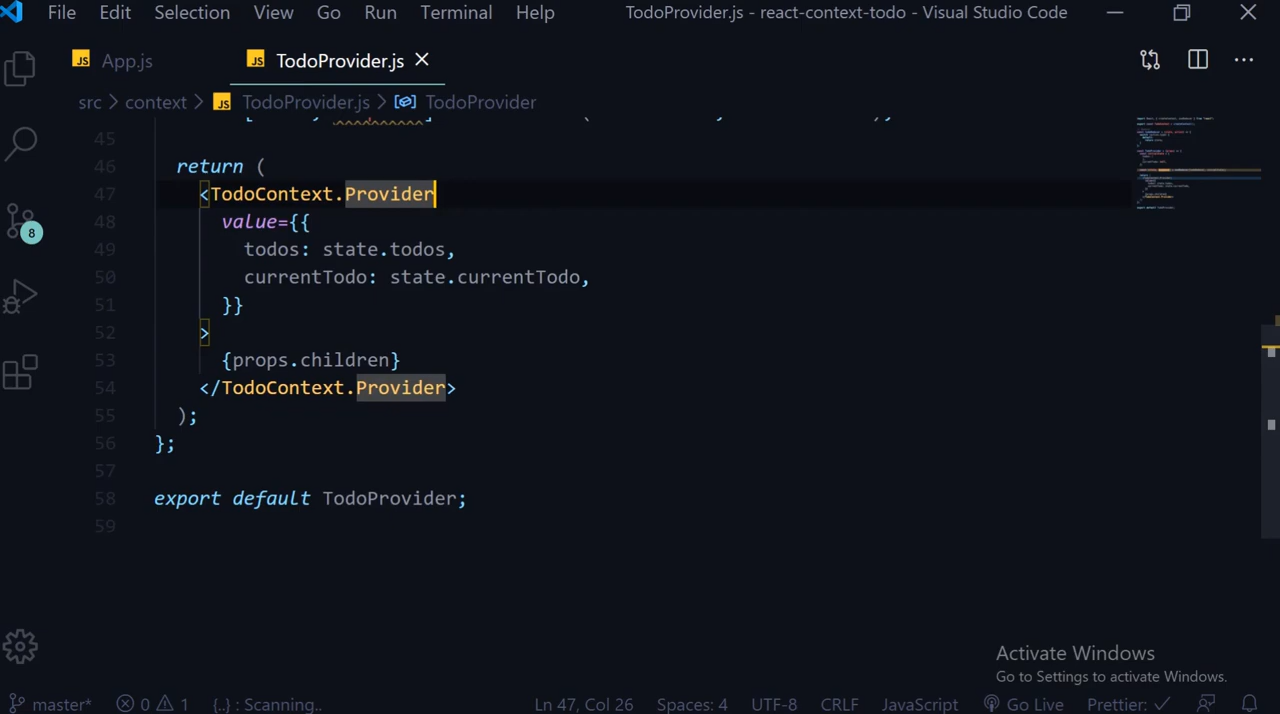 File Edit Selection View Go Run Terminal Help TodoProvider.js - react-context-todo - Visual Studio Code
JS App.js JS TodoProvider.js
src > context > JS TodoProvider.js > TodoProvider
45
46 return (
47 <TodoContext.Provider
48 value={{
49 todos: state.todos,
50 currentTodo: state.currentTodo,
51 }}
52 >
53 {props.children}
54 </TodoContext.Provider>
55 );
56 };
57
58 export default TodoProvider;
59
8
Activate Windows
Go to Settings to activate Windows.
master* 0 1 {..} : Scanning.. Ln 47, Col 26 Spaces: 4 UTF-8 CRLF JavaScript Go Live Prettier: ✓